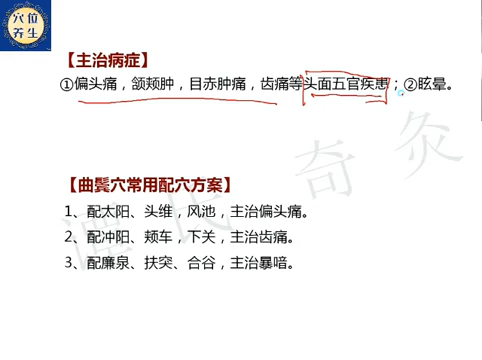 穴位
养生
【主治病症】
①偏头痛，颔颊肿，目赤肿痛，齿痛等头面五官疾患；②眩晕。
【曲鬓穴常用配穴方案】
1、配太阳、头维，风池，主治偏头痛。
2、配冲阳、颊车，下关，主治齿痛。
3、配廉泉、扶突、合谷，主治暴喑。
谭氏奇灸